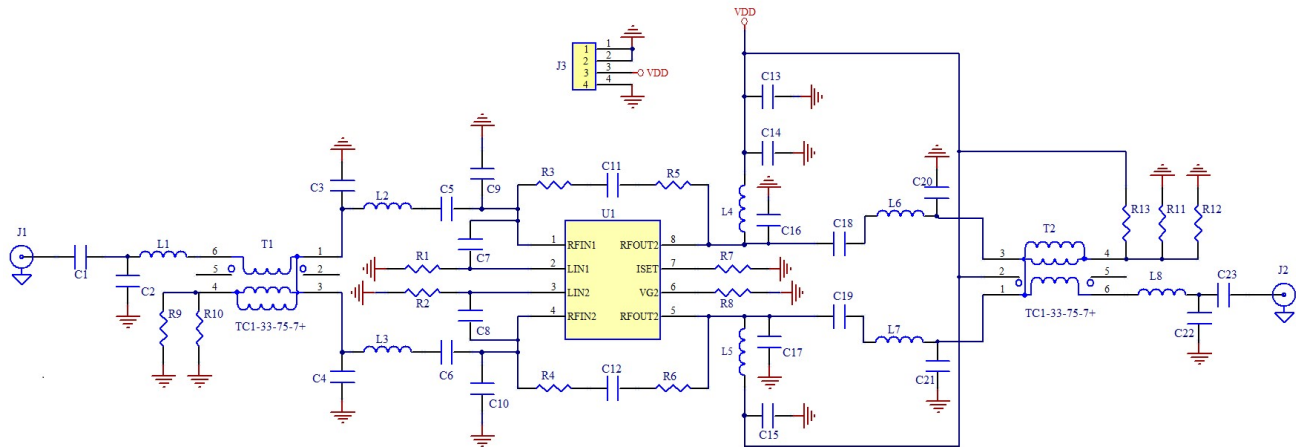 VDD
J3
1
2
3
4
1
2
3
4
VDD
C13
C14
C3
L2
C5
C9
R3
C11
R5
L4
C16
C18
L6
C20
R13
R11
R12
U1
J1
C1
L1
C2
6
5
4
T1
1
2
3
TC1-33-75-7+
R9
R10
R1
R2
C7
C8
1
2
3
4
RFIN1
LIN1
LIN2
RFIN2
RFOUT2
ISET
VG2
RFOUT2
8
7
6
5
R7
R8
C19
L7
3
2
1
T2
4
5
6
TC1-33-75-7+
L8
C23
C22
J2
C4
L3
C6
C10
R4
C12
R6
L5
C17
C21
C15